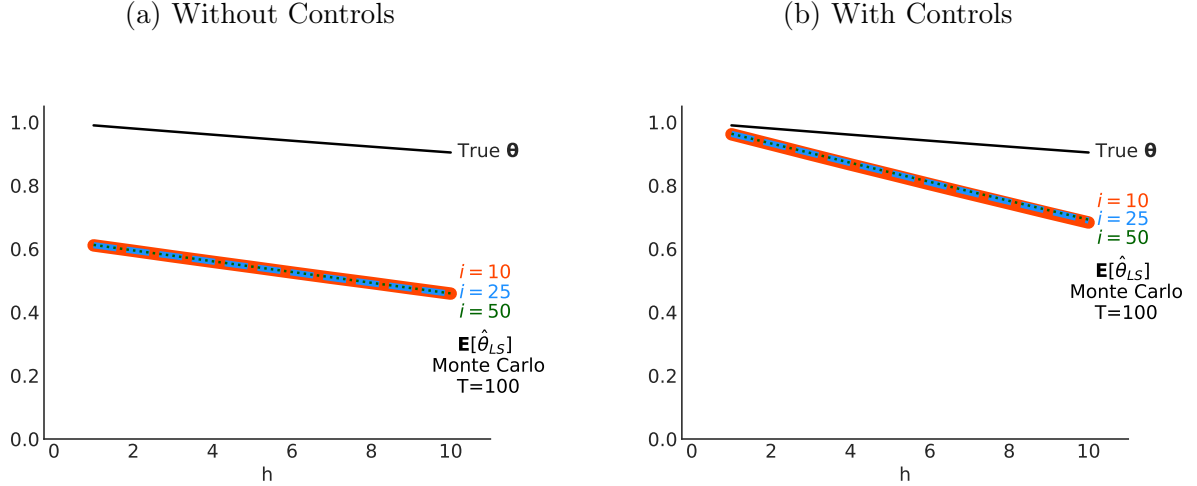 (a) Without Controls
1.0
0.8
0.6
0.4
0.2
0.0
0 2 4 6 8 10
h
True θ
i = 10
i = 25
i = 50
E[θ̂_LS]
Monte Carlo
T=100
(b) With Controls
1.0
0.8
0.6
0.4
0.2
0.0
0 2 4 6 8 10
h
True θ
i = 10
i = 25
i = 50
E[θ̂_LS]
Monte Carlo
T=100